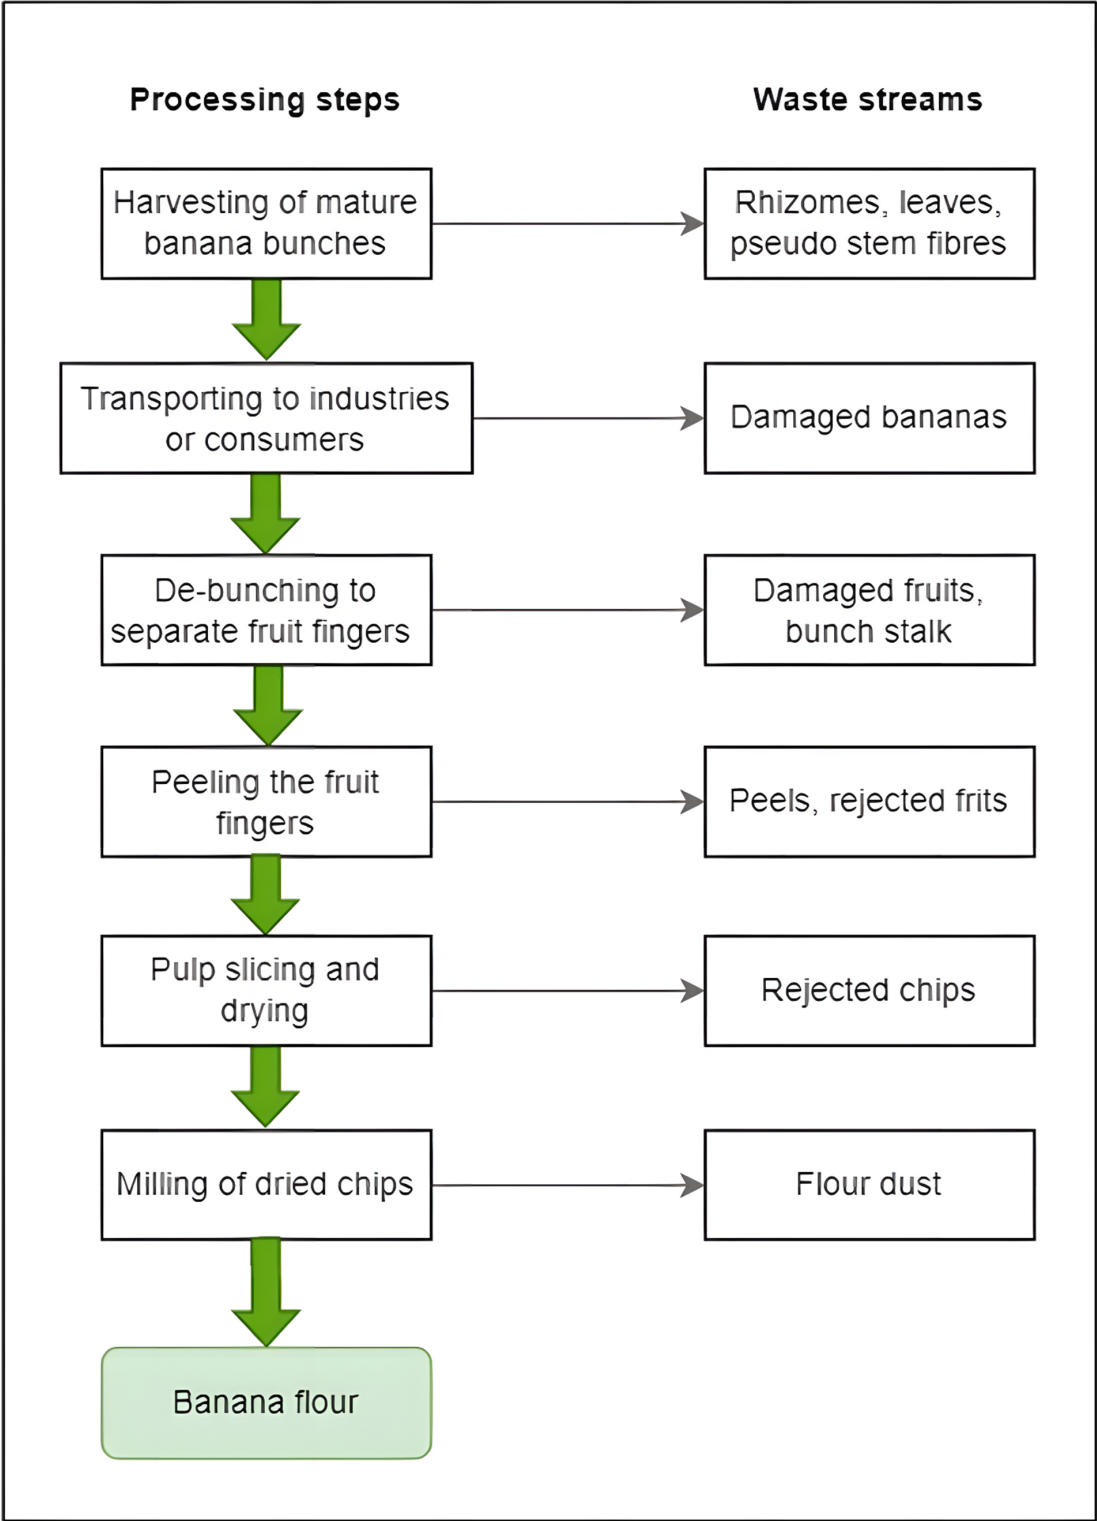 Processing steps
Waste streams
Harvesting of mature
banana bunches
Rhizomes, leaves,
pseudo stem fibres
Transporting to industries
or consumers
Damaged bananas
De-bunching to
separate fruit fingers
Damaged fruits,
bunch stalk
Peeling the fruit
fingers
Peels, rejected frits
Pulp slicing and
drying
Rejected chips
Milling of dried chips
Flour dust
Banana flour